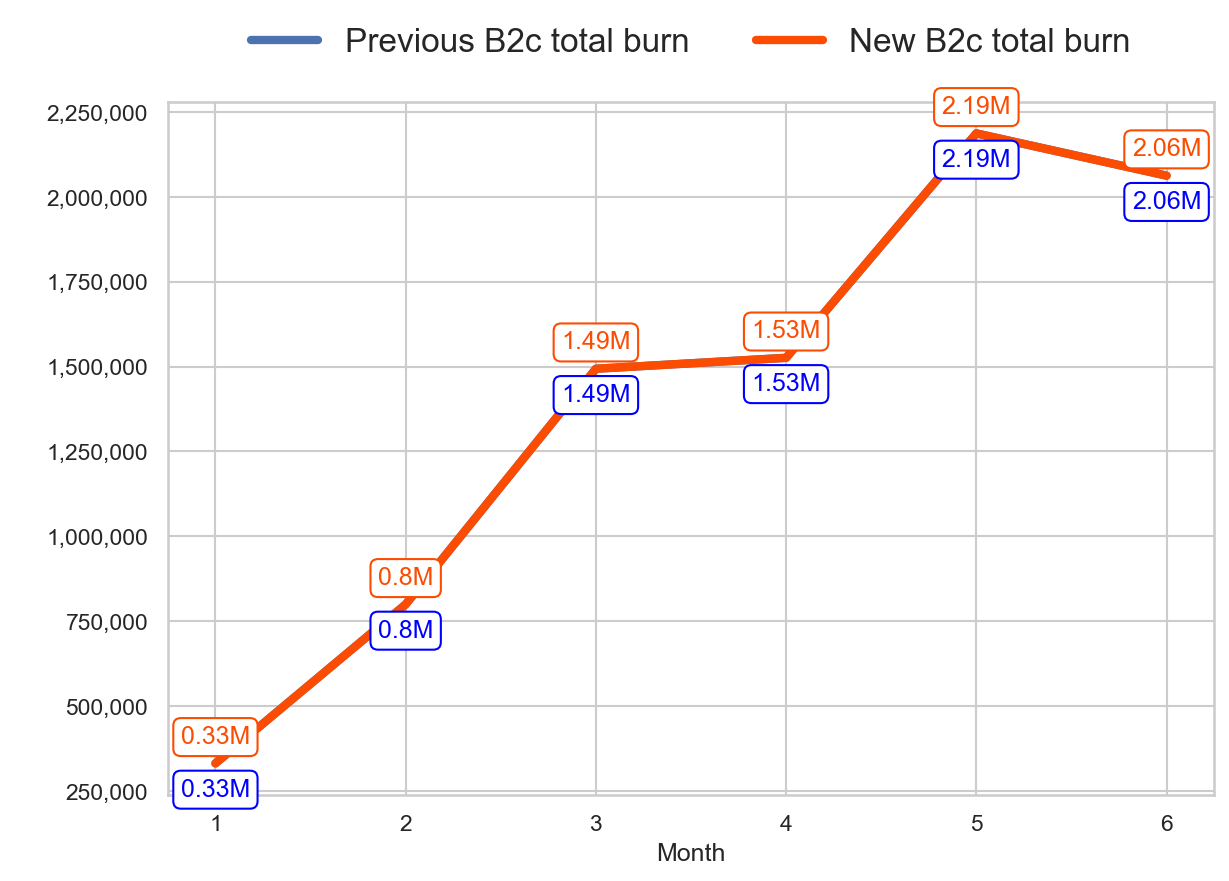 Previous B2c total burn New B2c total burn
2,250,000
2,000,000
1,750,000
1,500,000
1,250,000
1,000,000
750,000
500,000
250,000
2.19M
2.19M
2.06M
2.06M
1.49M
1.53M
1.49M
1.53M
0.8M
0.8M
0.33M
0.33M
1 2 3 4 5 6
Month